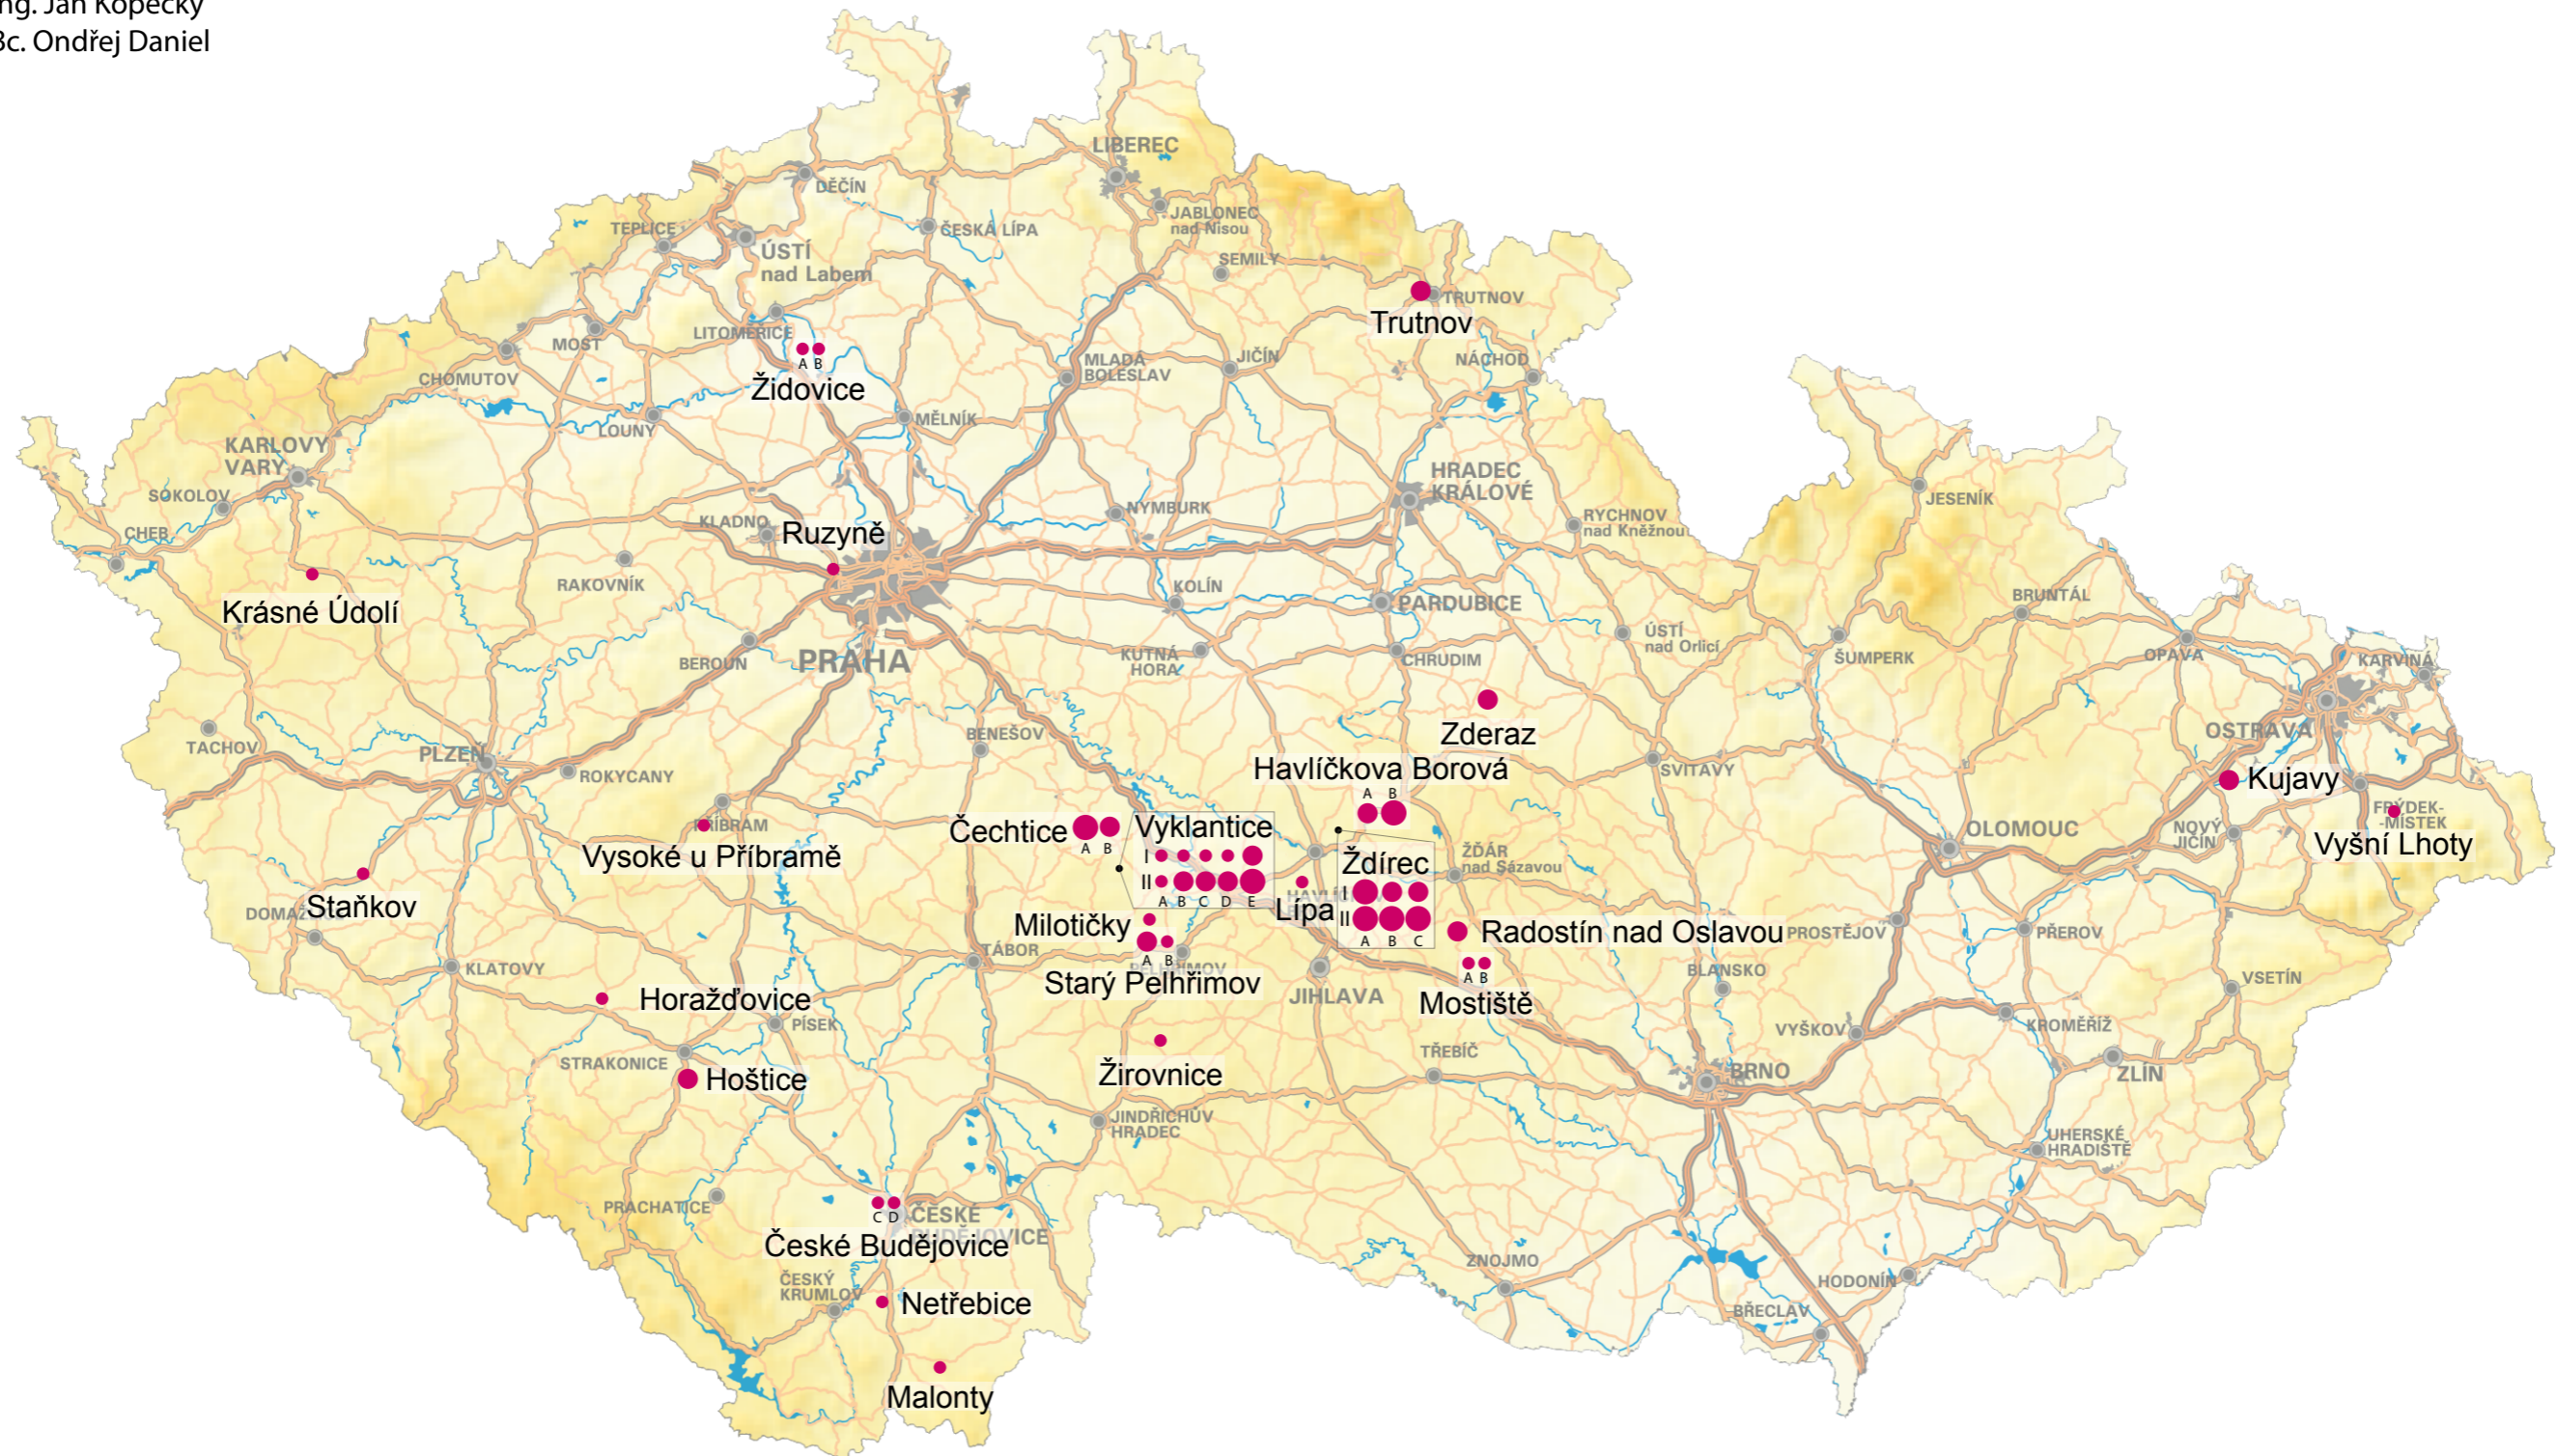 ng. Jan Kopecký
Bc. Ondřej Daniel
LIBEREC
DĚČÍN
JABLONEC
nad Nisou
TEPLICE
ČESKÁ LÍPA
ÚSTÍ
nad Labem
SEMILY
TRUTNOV
Trutnov
LITOMĚŘICE
MOST
A B
Židovice
MLADÁ
BOLESLAV
JIČÍN
NÁCHOD
CHOMUTOV
LOUNY
MĚLNÍK
KARLOVY
VARY
HRADEC
KRÁLOVÉ
SOKOLOV
JESENÍK
NYMBURK
RYCHNOV
nad Kněžnou
CHEB
KLADNO
Ruzyně
RAKOVNÍK
KOLÍN
PARDUBICE
BRUNTÁL
Krásné Údolí
ÚSTÍ
nad Orlicí
BEROUN
PRAHA
KUTNÁ
HORA
CHRUDIM
ŠUMPERK
OPAVA
KARVINÁ
TACHOV
PLZEŇ
BENEŠOV
Zderaz
OSTRAVA
ROKYCANY
Havlíčkova Borová
A B
SVITAVY
Kujavy
PŘÍBRAM
Vysoké u Příbramě
Čechtice
A B
Vyklantice
I
II
A B C D E
Ždírec
I
II
A B C
ŽĎÁR
nad Sázavou
OLOMOUC
NOVÝ
JIČÍN
FRÝDEK-
-MÍSTEK
Vyšní Lhoty
Staňkov
Lípa
Milotičky
A B
Starý Pelhřimov
PELHŘIMOV
Radostín nad Oslavou
PROSTĚJOV
PŘEROV
TÁBOR
KLATOVY
A B
Mostiště
BLANSKO
VSETÍN
JIHLAVA
Horažďovice
PÍSEK
VYŠKOV
KROMĚŘÍŽ
STRAKONICE
Hoštice
Žirovnice
TŘEBÍČ
BRNO
ZLÍN
JINDŘICHŮV
HRADEC
UHERSKÉ
HRADIŠTĚ
PRACHATICE
C D
ČESKÉ
BUDĚJOVICE
České Budějovice
ZNOJMO
ČESKÝ
KRUMLOV
HODONÍN
Netřebice
BŘECLAV
Malonty